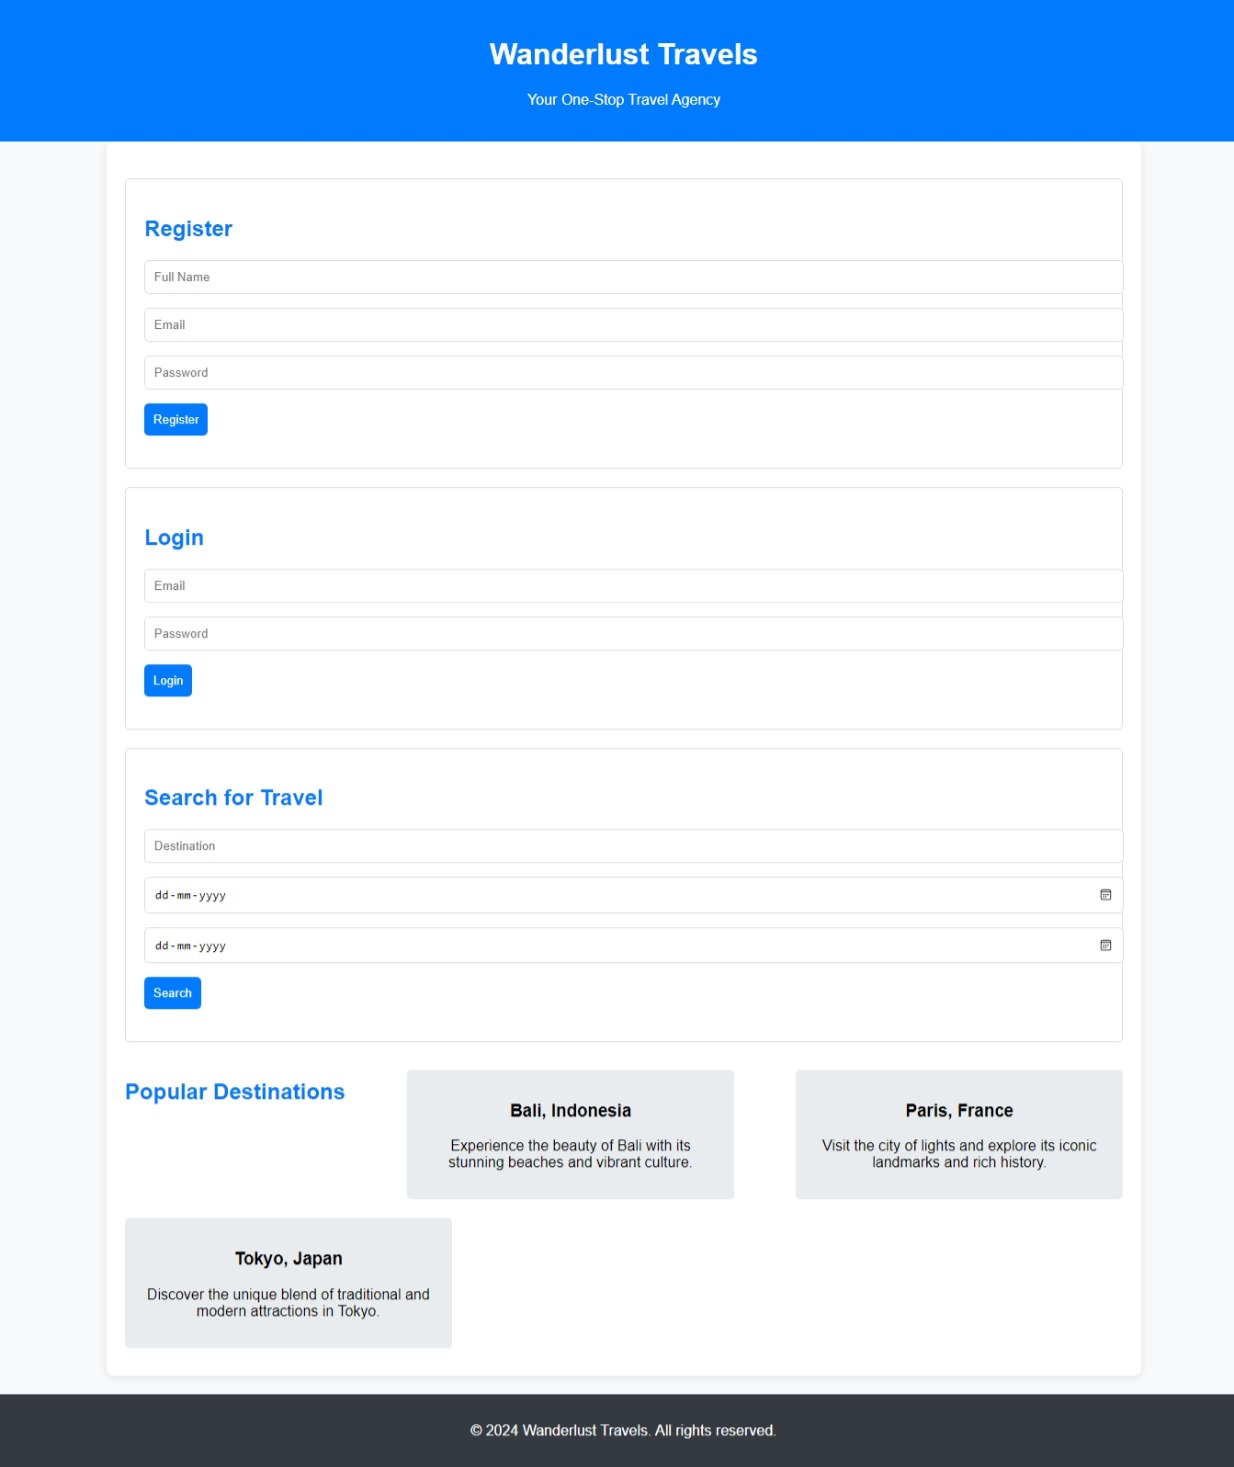 Wanderlust Travels
Your One-Stop Travel Agency
Register
Full Name
Email
Password
Register
Login
Email
Password
Login
Search for Travel
Destination
dd-mm-yyyy
dd-mm-yyyy
Search
Popular Destinations
Bali, Indonesia
Experience the beauty of Bali with its
stunning beaches and vibrant culture.
Paris, France
Visit the city of lights and explore its iconic
landmarks and rich history.
Tokyo, Japan
Discover the unique blend of traditional and
modern attractions in Tokyo.
© 2024 Wanderlust Travels. All rights reserved.